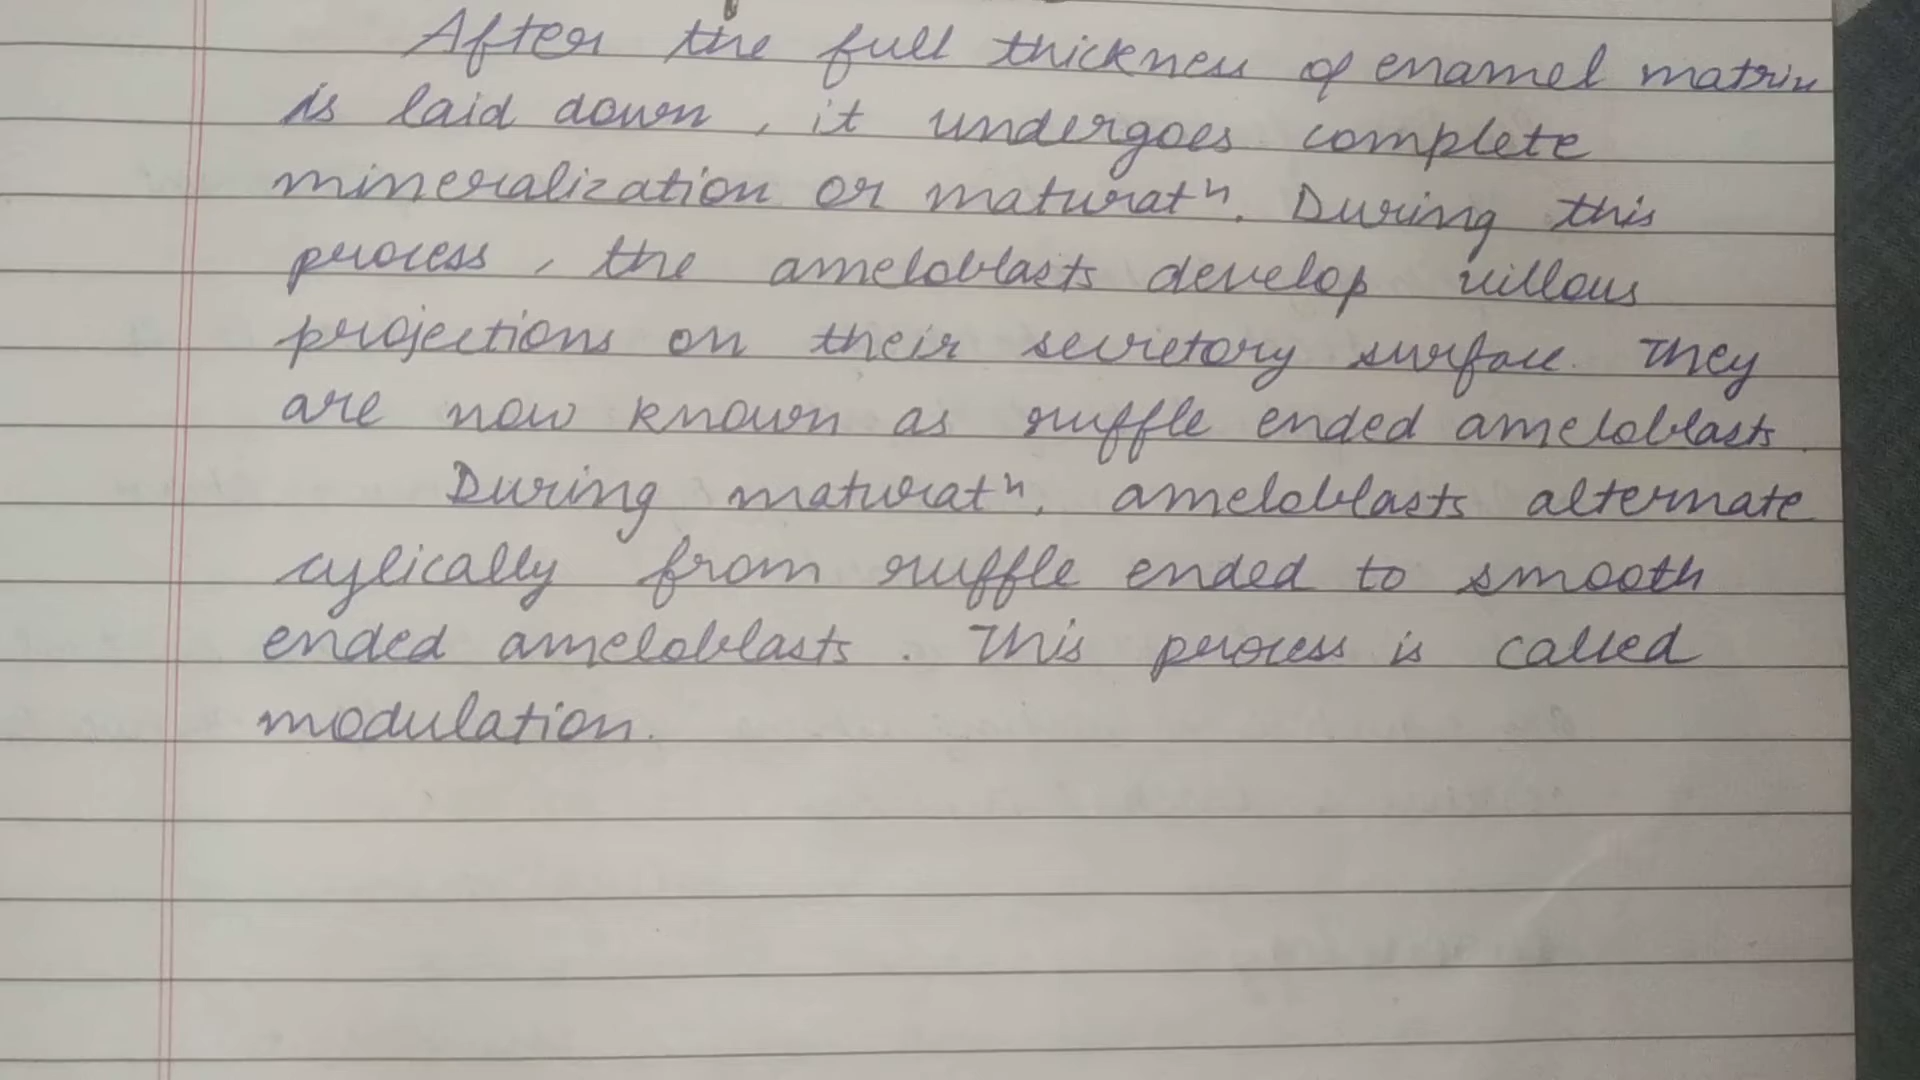 After the full thickness of enamel matrix
is laid down, it undergoes complete
mineralization or maturatⁿ. During this
process, the ameloblasts develop villous
projections on their secretory surface. They
are now known as ruffle ended ameloblasts.
During maturatⁿ, ameloblasts alternate
cylically from ruffle ended to smooth
ended ameloblasts. This process is called
modulation.